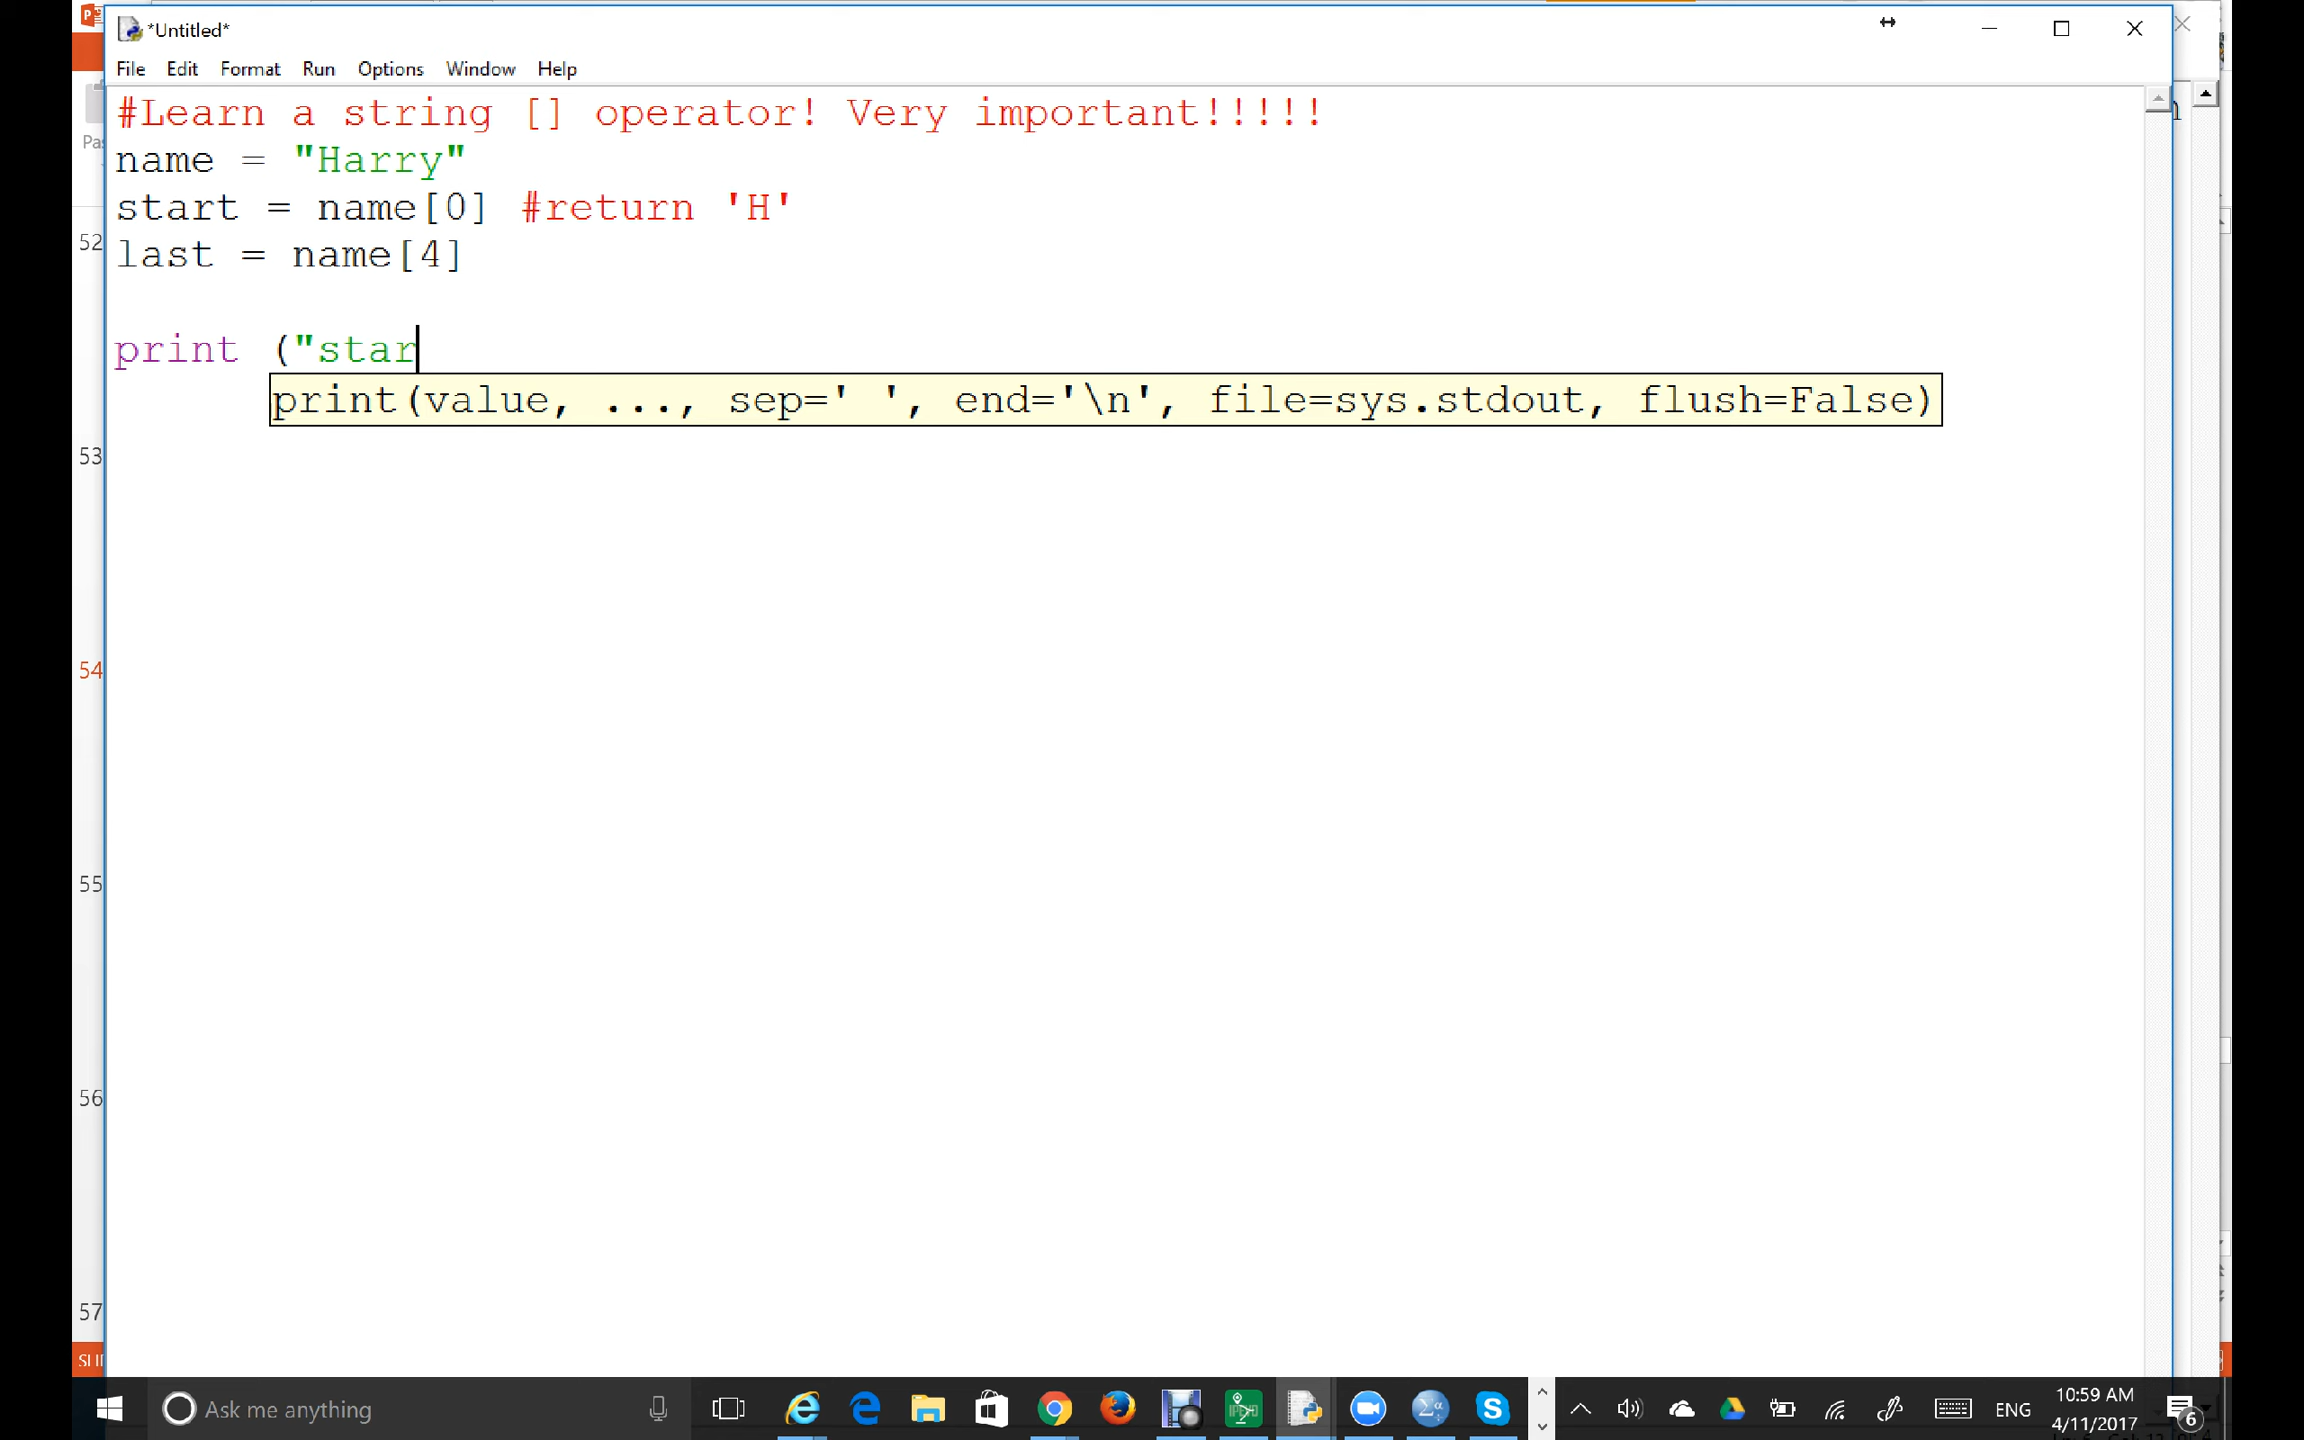 *Untitled*
File Edit Format Run Options Window Help
#Learn a string [] operator! Very important!!!!!
name = "Harry"
start = name[0] #return 'H'
last = name[4]
print ("star
print(value, ..., sep=' ', end='\n', file=sys.stdout, flush=False)
Pas
52
53
54
55
56
57
Ask me anything
ENG
10:59 AM
4/11/2017
6